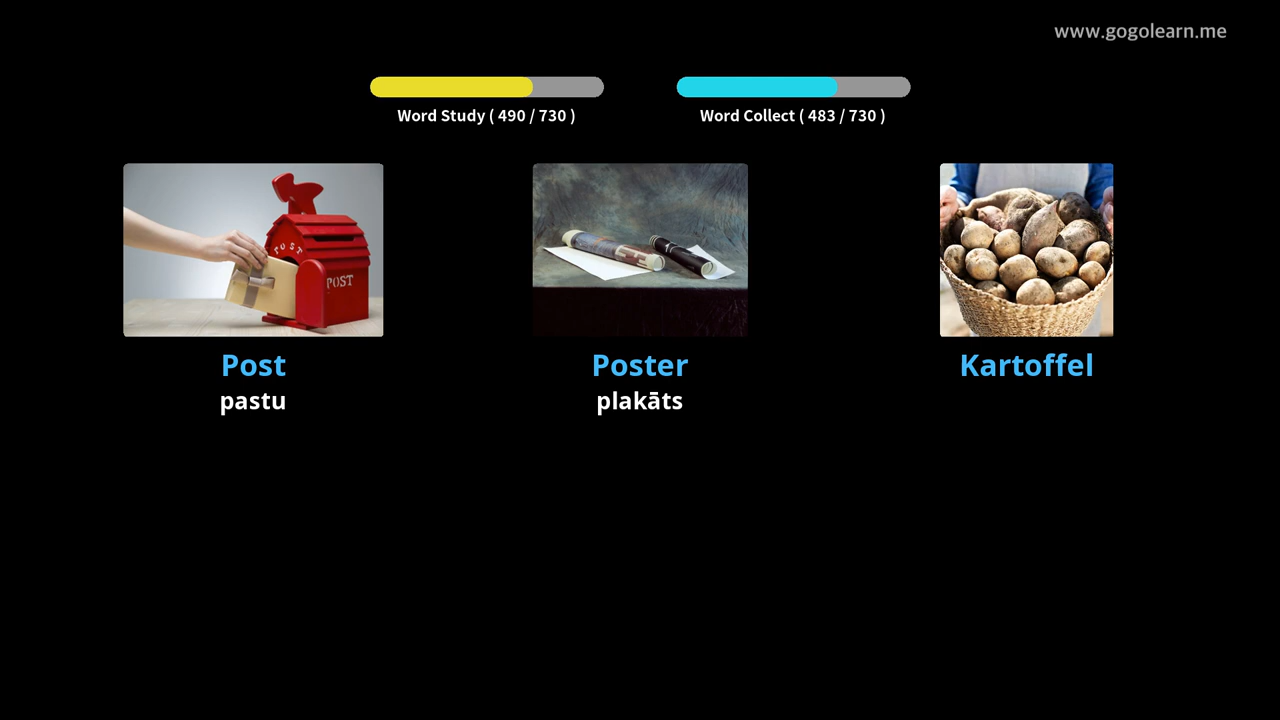 www.gogolearn.me
Word Study ( 490 / 730 )
Word Collect ( 483 / 730 )
POST
POST
Post
Poster
Kartoffel
pastu
plakāts